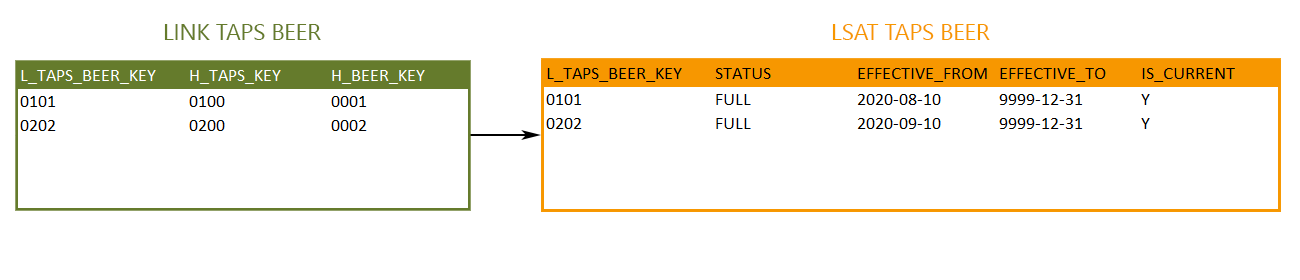 LINK TAPS BEER
L_TAPS_BEER_KEY H_TAPS_KEY H_BEER_KEY
0101 0100 0001
0202 0200 0002
LSAT TAPS BEER
L_TAPS_BEER_KEY STATUS EFFECTIVE_FROM EFFECTIVE_TO IS_CURRENT
0101 FULL 2020-08-10 9999-12-31 Y
0202 FULL 2020-09-10 9999-12-31 Y